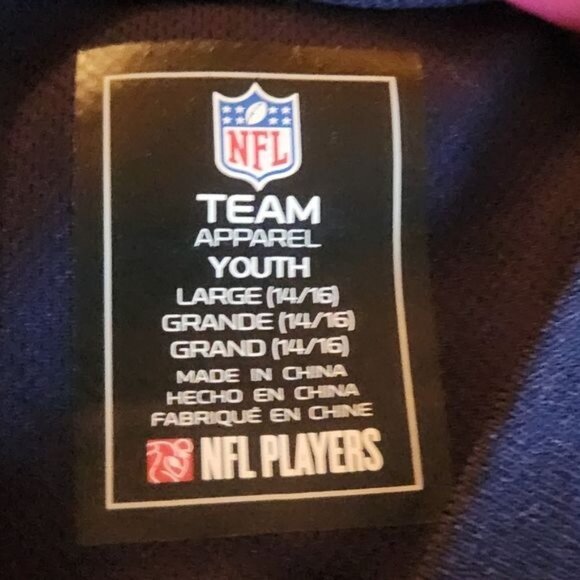 NFL
TEAM
APPAREL
YOUTH
LARGE (14/16)
GRANDE (14/16)
GRAND (14/16)
MADE IN CHINA
HECHO EN CHINA
FABRIQUÉ EN CHINE
NFL PLAYERS